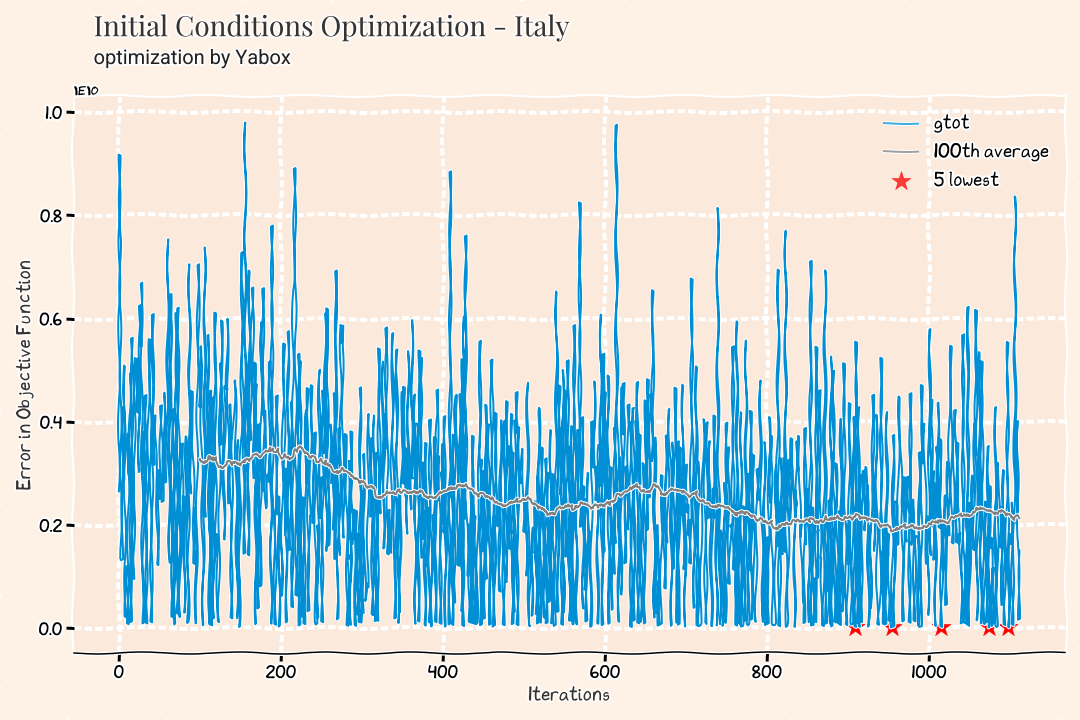 Initial Conditions Optimization - Italy
optimization by Yabox
1E10
1.0
0.8
0.6
0.4
0.2
0.0
Error in Objective Function
gtot
100th average
5 lowest
0 200 400 600 800 1000
Iterations